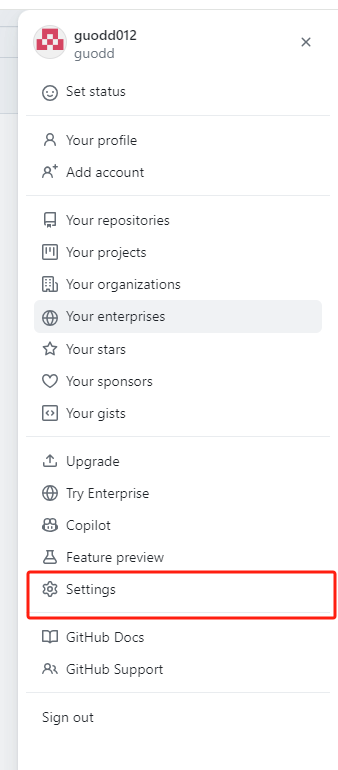 guodd012
guodd
Set status
Your profile
Add account
Your repositories
Your projects
Your organizations
Your enterprises
Your stars
Your sponsors
Your gists
Upgrade
Try Enterprise
Copilot
Feature preview
Settings
GitHub Docs
GitHub Support
Sign out